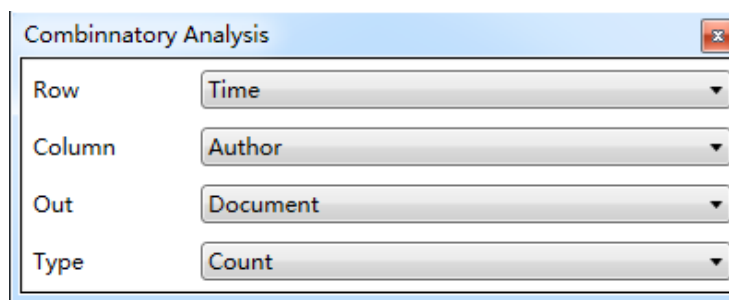 Combinnatory Analysis
Row Time
Column Author
Out Document
Type Count